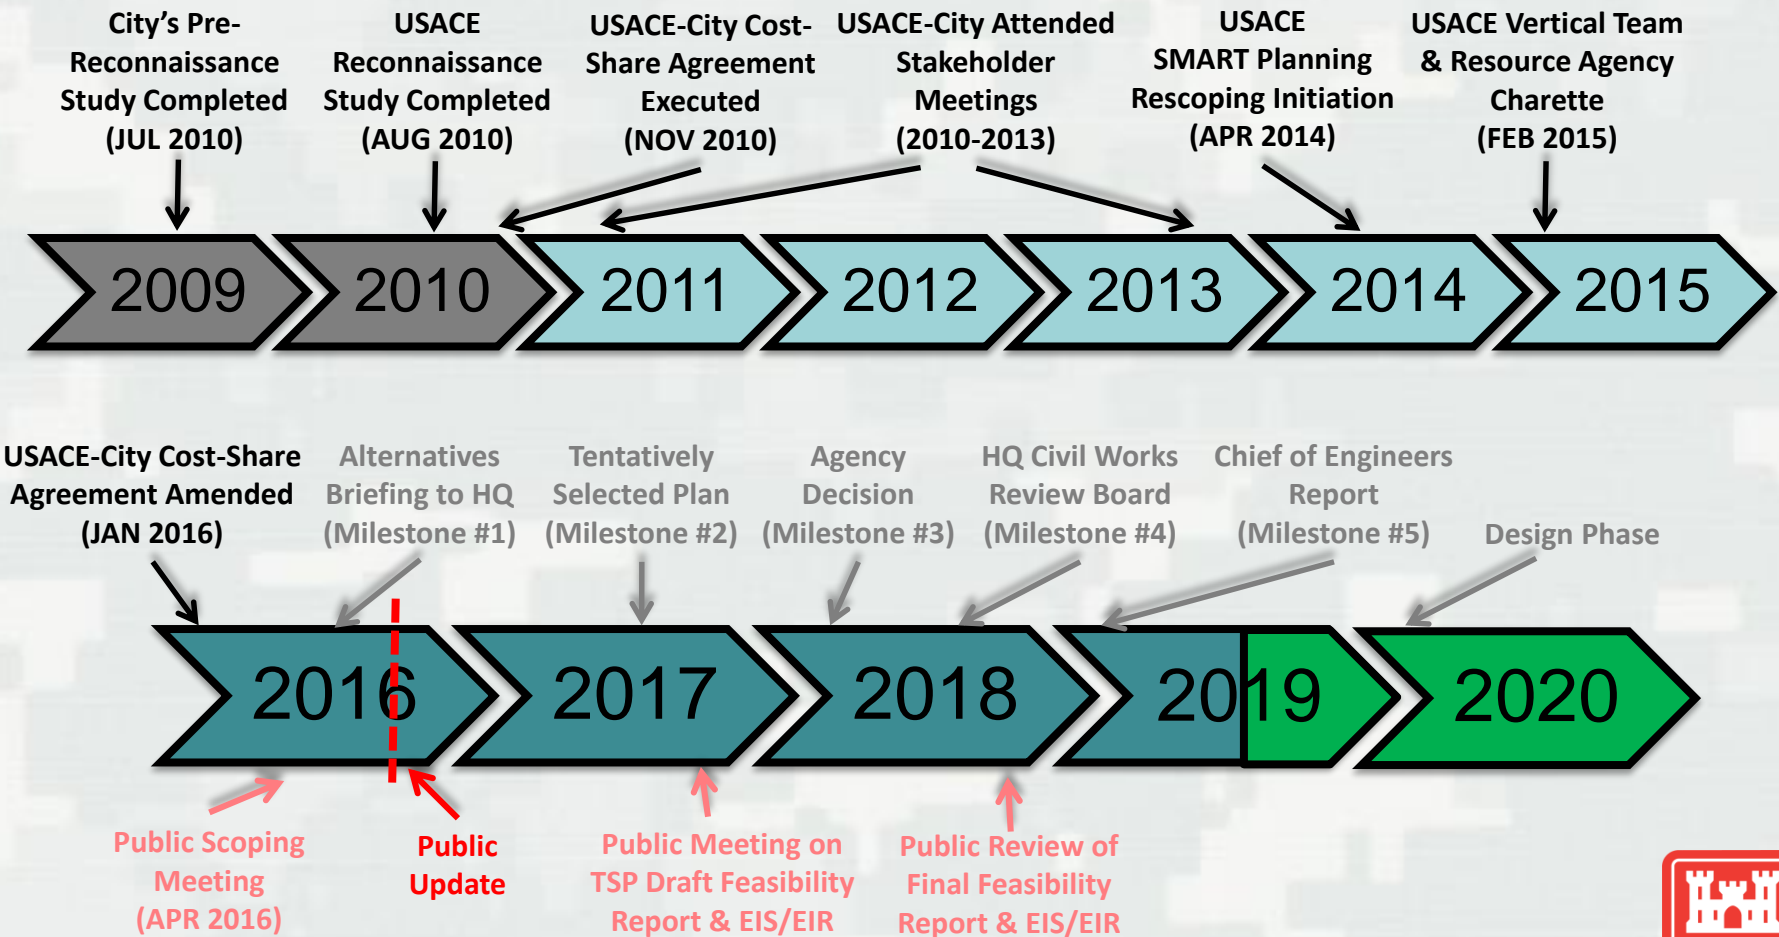 City's Pre-
Reconnaissance
Study Completed
(JUL 2010)
USACE
Reconnaissance
Study Completed
(AUG 2010)
USACE-City Cost-
Share Agreement
Executed
(NOV 2010)
USACE-City Attended
Stakeholder
Meetings
(2010-2013)
USACE
SMART Planning
Rescoping Initiation
(APR 2014)
USACE Vertical Team
& Resource Agency
Charette
(FEB 2015)
2009
2010
2011
2012
2013
2014
2015
USACE-City Cost-Share
Agreement Amended
(JAN 2016)
Alternatives
Briefing to HQ
(Milestone #1)
Tentatively
Selected Plan
(Milestone #2)
Agency
Decision
(Milestone #3)
HQ Civil Works
Review Board
(Milestone #4)
Chief of Engineers
Report
(Milestone #5)
Design Phase
2016
2017
2018
2019
2020
Public Scoping
Meeting
(APR 2016)
Public
Update
Public Meeting on
TSP Draft Feasibility
Report & EIS/EIR
Public Review of
Final Feasibility
Report & EIS/EIR